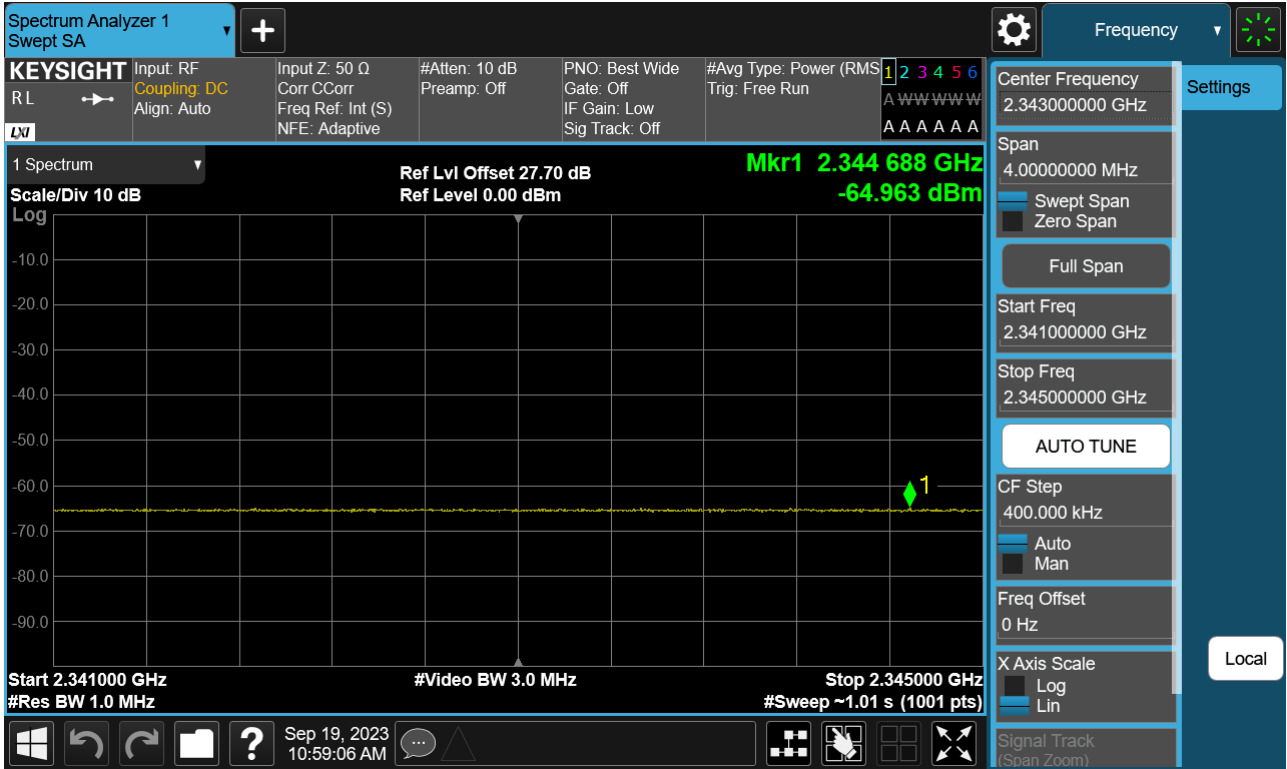 Spectrum Analyzer 1
Swept SA
Frequency
KEYSIGHT
R L
LXI
Input: RF
Coupling: DC
Align: Auto
Input Z: 50 Ω
Corr CCorr
Freq Ref: Int (S)
NFE: Adaptive
#Atten: 10 dB
Preamp: Off
PNO: Best Wide
Gate: Off
IF Gain: Low
Sig Track: Off
#Avg Type: Power (RMS
Trig: Free Run
1 2 3 4 5 6
A W W W W W
A A A A A A
1 Spectrum
Scale/Div 10 dB
Log
Ref Lvl Offset 27.70 dB
Ref Level 0.00 dBm
Mkr1 2.344 688 GHz
-64.963 dBm
-10.0
-20.0
-30.0
-40.0
-50.0
-60.0
-70.0
-80.0
-90.0
1
Start 2.341000 GHz
#Res BW 1.0 MHz
#Video BW 3.0 MHz
Stop 2.345000 GHz
#Sweep ~1.01 s (1001 pts)
Sep 19, 2023
10:59:06 AM
Center Frequency
2.343000000 GHz
Span
4.00000000 MHz
Swept Span
Zero Span
Full Span
Start Freq
2.341000000 GHz
Stop Freq
2.345000000 GHz
AUTO TUNE
CF Step
400.000 kHz
Auto
Man
Freq Offset
0 Hz
X Axis Scale
Log
Lin
Signal Track
(Span Zoom)
Settings
Local